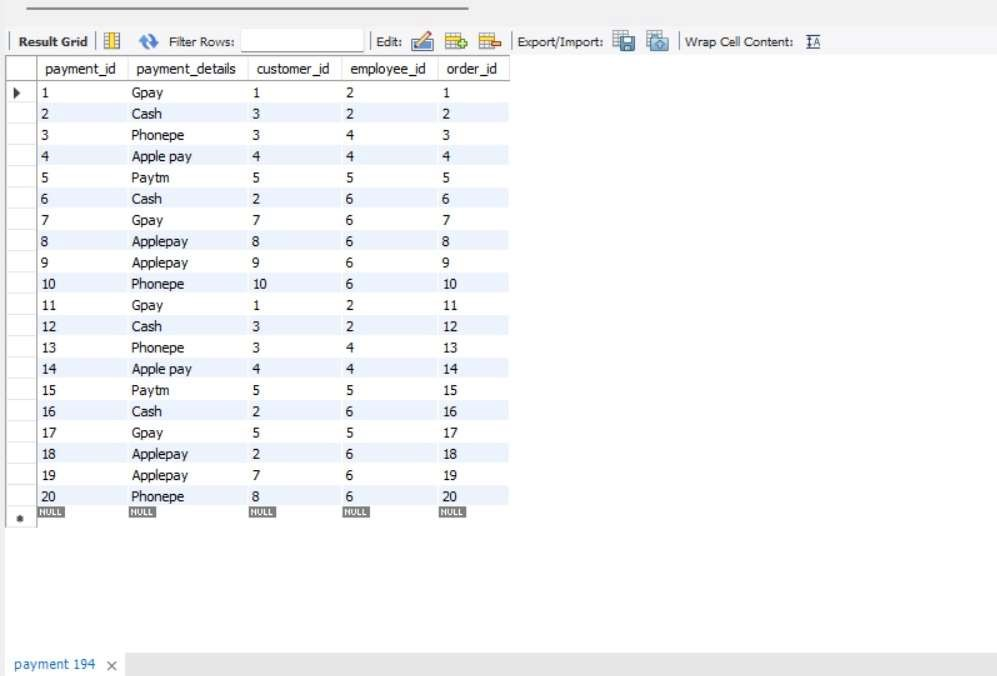 Result Grid Filter Rows: Edit: Export/Import: Wrap Cell Content: IA
payment_id payment_details customer_id employee_id order_id
1 Gpay 1 2 1
2 Cash 3 2 2
3 Phonepe 3 4 3
4 Apple pay 4 4 4
5 Paytm 5 5 5
6 Cash 2 6 6
7 Gpay 7 6 7
8 Applepay 8 6 8
9 Applepay 9 6 9
10 Phonepe 10 6 10
11 Gpay 1 2 11
12 Cash 3 2 12
13 Phonepe 3 4 13
14 Apple pay 4 4 14
15 Paytm 5 5 15
16 Cash 2 6 16
17 Gpay 5 5 17
18 Applepay 2 6 18
19 Applepay 7 6 19
20 Phonepe 8 6 20
NULL NULL NULL NULL NULL
payment 194